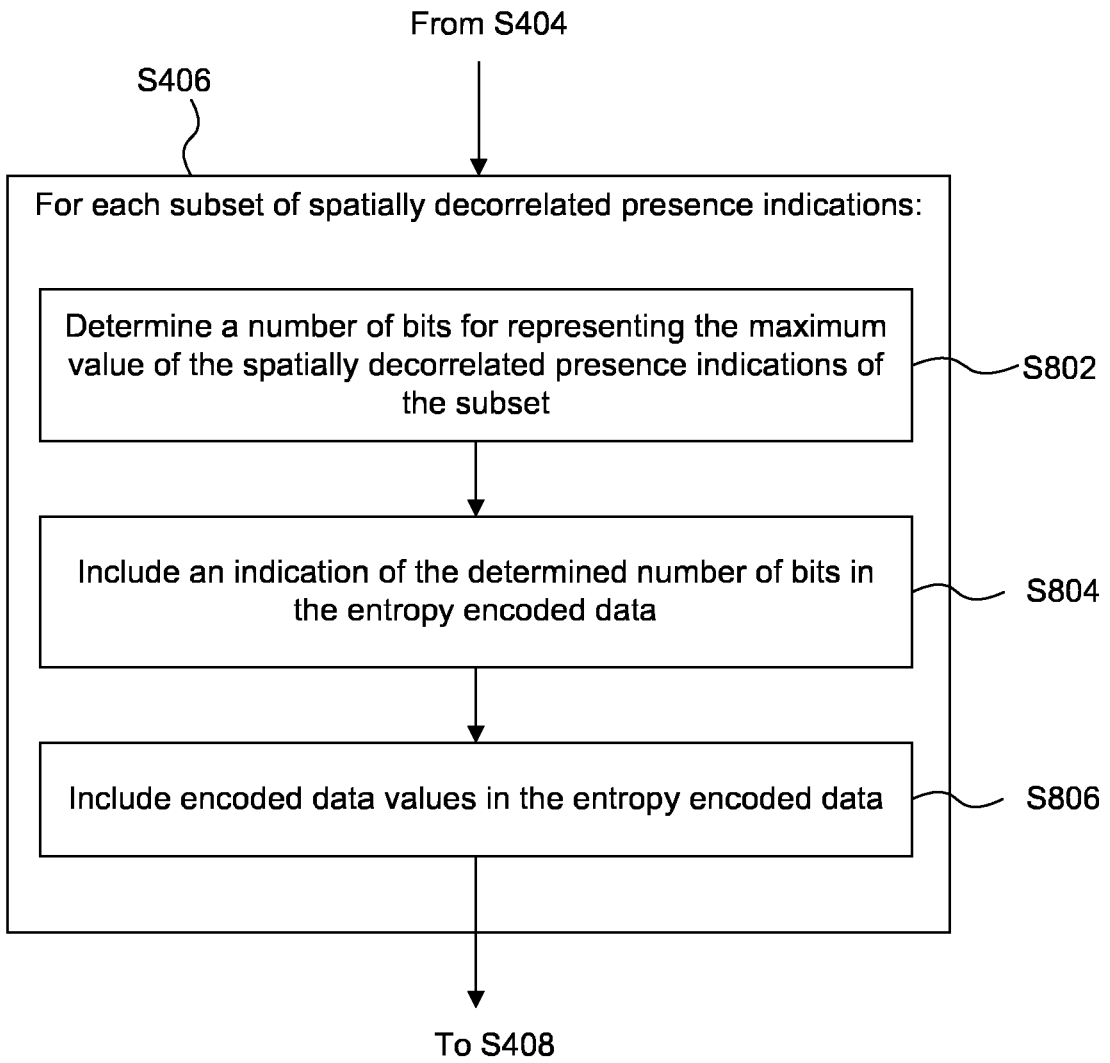 From S404
S406
For each subset of spatially decorrelated presence indications:
Determine a number of bits for representing the maximum
value of the spatially decorrelated presence indications of
the subset
S802
Include an indication of the determined number of bits in
the entropy encoded data
S804
Include encoded data values in the entropy encoded data
S806
To S408